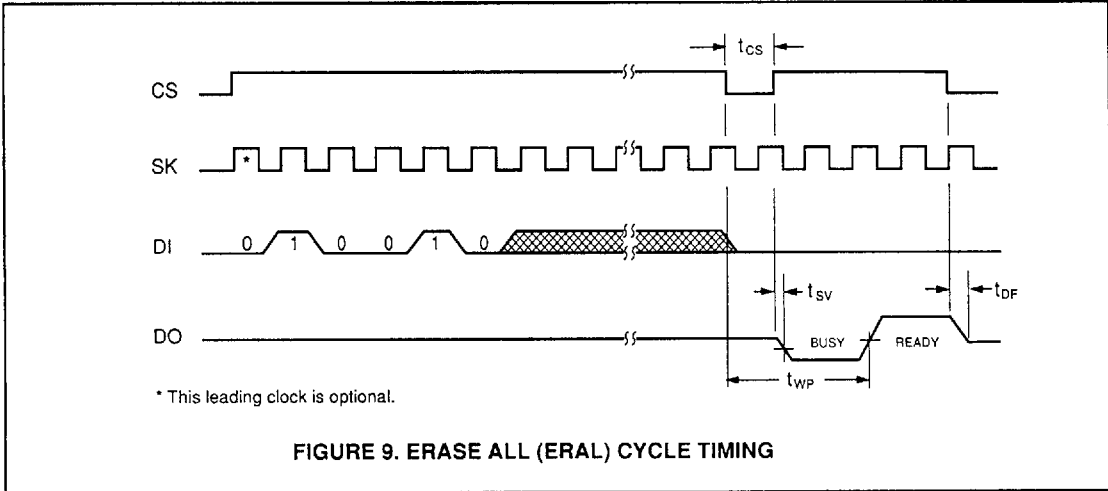 tCS
CS
*
SK
0 1 0 0 1 0
DI
tSV
tDF
DO
BUSY
READY
tWP
* This leading clock is optional.
FIGURE 9. ERASE ALL (ERAL) CYCLE TIMING